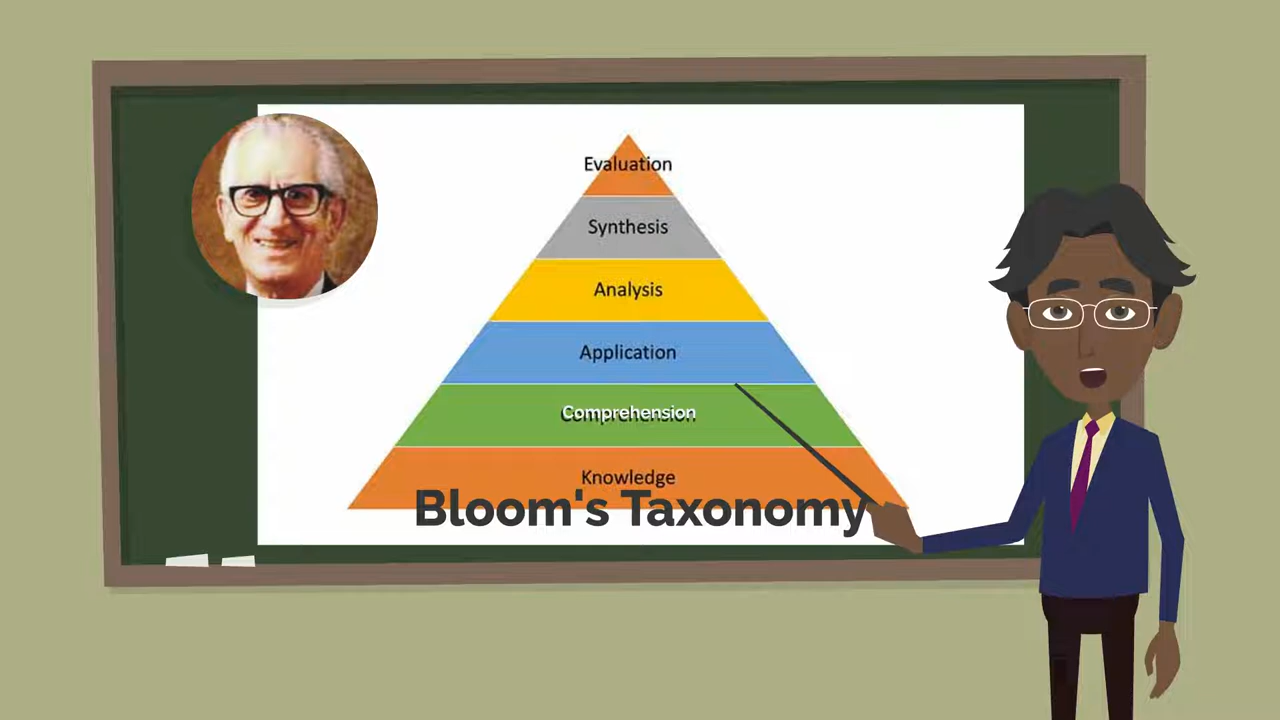 Evaluation
Synthesis
Analysis
Application
Comprehension
Knowledge
Bloom's Taxonomy